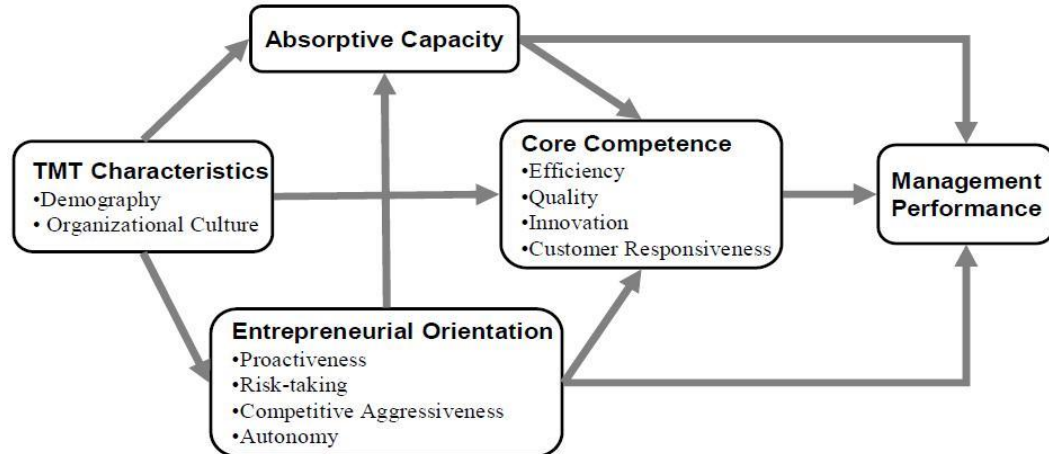 Absorptive Capacity
TMT Characteristics
•Demography
• Organizational Culture
Core Competence
•Efficiency
•Quality
•Innovation
•Customer Responsiveness
Management
Performance
Entrepreneurial Orientation
•Proactiveness
•Risk-taking
•Competitive Aggressiveness
•Autonomy